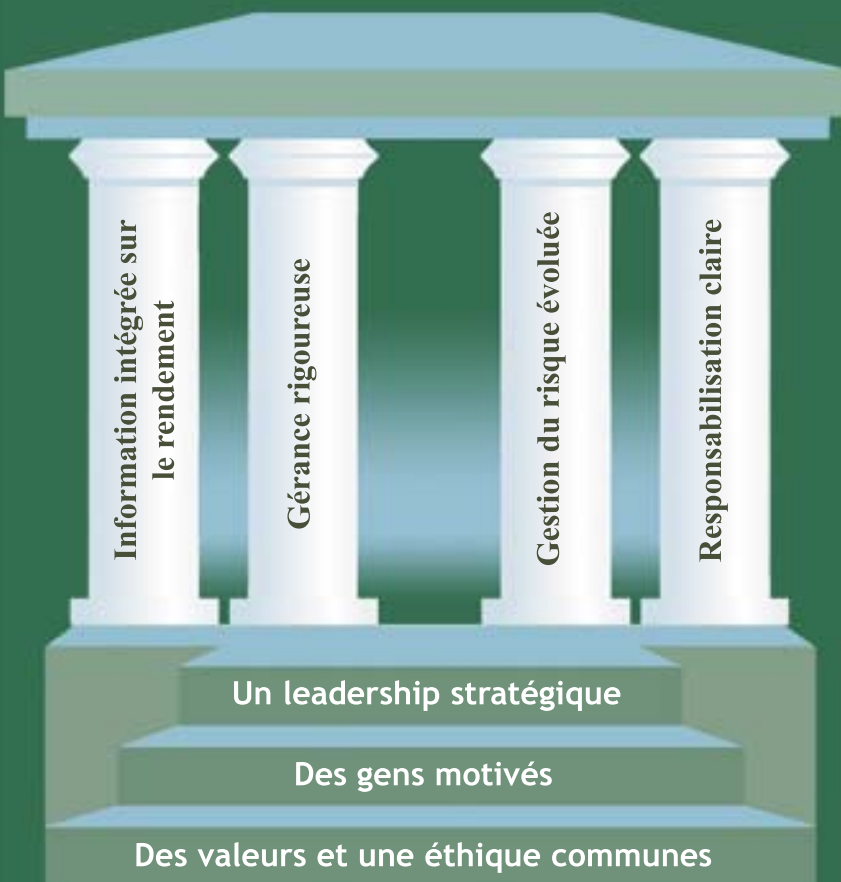 Information intégrée sur
le rendement
Gérance rigoureuse
Gestion du risque évoluée
Responsabilisation claire
Un leadership stratégique
Des gens motivés
Des valeurs et une éthique communes